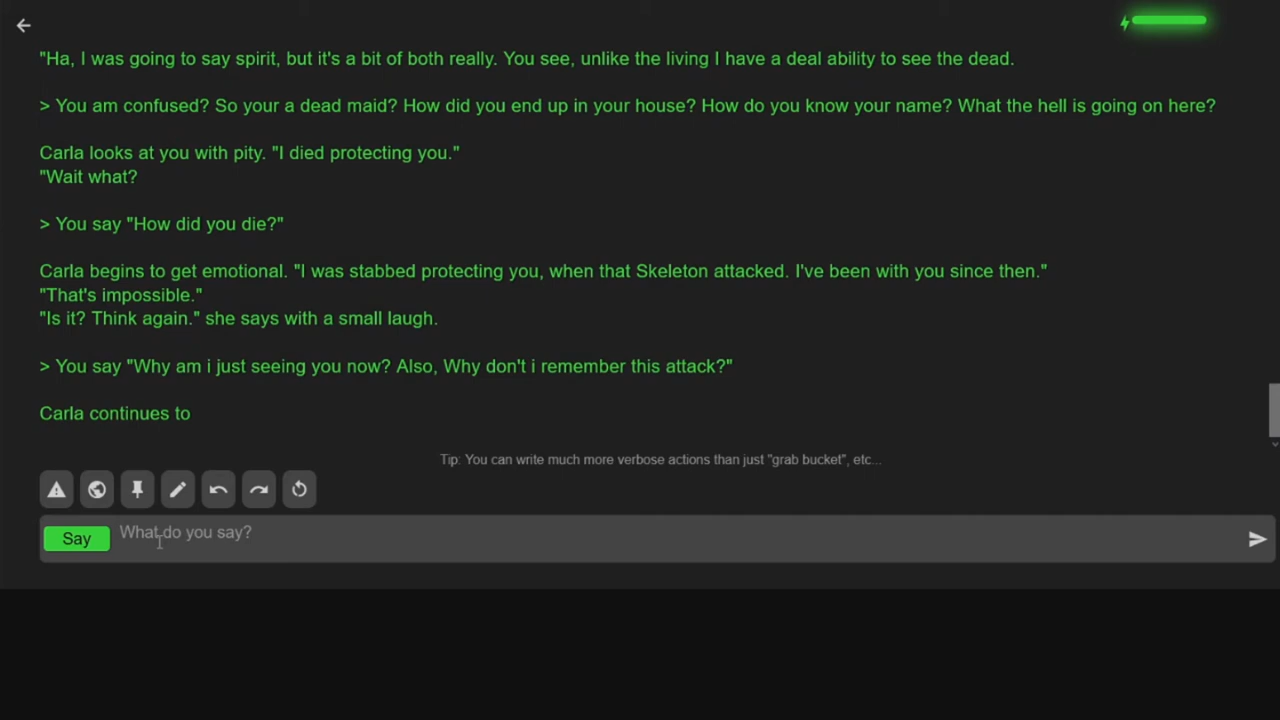 "Ha, I was going to say spirit, but it's a bit of both really. You see, unlike the living I have a deal ability to see the dead.
> You am confused? So your a dead maid? How did you end up in your house? How do you know your name? What the hell is going on here?
Carla looks at you with pity. "I died protecting you."
"Wait what?
> You say "How did you die?"
Carla begins to get emotional. "I was stabbed protecting you, when that Skeleton attacked. I've been with you since then."
"That's impossible."
"Is it? Think again." she says with a small laugh.
> You say "Why am i just seeing you now? Also, Why don't i remember this attack?"
Carla continues to
Tip: You can write much more verbose actions than just "grab bucket", etc...
Say What do you say?